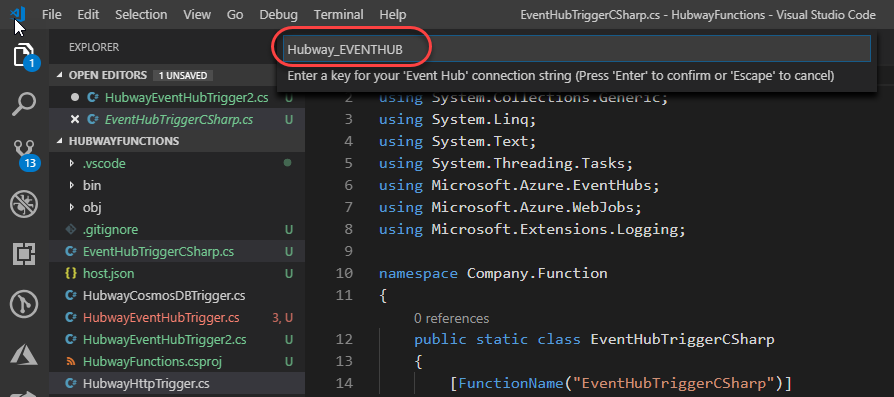 File Edit Selection View Go Debug Terminal Help EventHubTriggerCSharp.cs - HubwayFunctions - Visual Studio Code
EXPLORER
Hubway_EVENTHUB
Enter a key for your 'Event Hub' connection string (Press 'Enter' to confirm or 'Escape' to cancel)
1
OPEN EDITORS 1 UNSAVED
C# HubwayEventHubTrigger2.cs U
C# EventHubTriggerCSharp.cs U
HUBWAYFUNCTIONS
13
.vscode
bin
obj
.gitignore U
C# EventHubTriggerCSharp.cs U
{} host.json U
C# HubwayCosmosDBTrigger.cs
C# HubwayEventHubTrigger.cs 3, U
C# HubwayEventHubTrigger2.cs U
HubwayFunctions.csproj U
C# HubwayHttpTrigger.cs
2 using System.Collections.Generic;
3 using System.Linq;
4 using System.Text;
5 using System.Threading.Tasks;
6 using Microsoft.Azure.EventHubs;
7 using Microsoft.Azure.WebJobs;
8 using Microsoft.Extensions.Logging;
9
10 namespace Company.Function
11 {
0 references
12 public static class EventHubTriggerCSharp
13 {
14 [FunctionName("EventHubTriggerCSharp")]